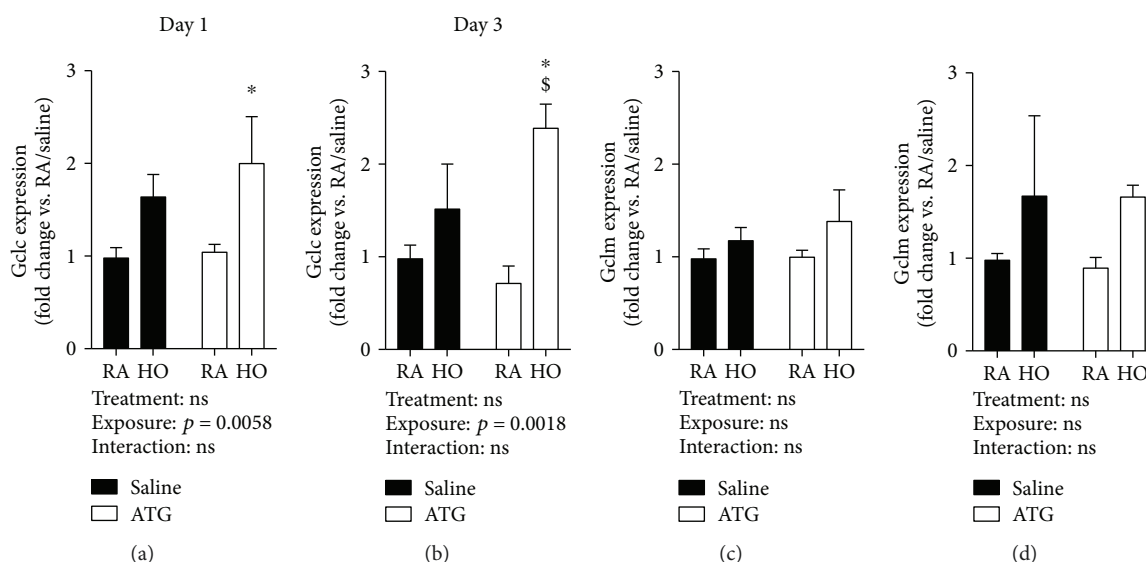 Day 1
Gclc expression
(fold change vs. RA/saline)
3
2
1
0
*
RA HO RA HO
Treatment: ns
Exposure: p = 0.0058
Interaction: ns
Saline
ATG
(a)
Day 3
Gclc expression
(fold change vs. RA/saline)
3
2
1
0
*
$
RA HO RA HO
Treatment: ns
Exposure: p = 0.0018
Interaction: ns
Saline
ATG
(b)
Gclm expression
(fold change vs. RA/saline)
3
2
1
0
RA HO RA HO
Treatment: ns
Exposure: ns
Interaction: ns
Saline
ATG
(c)
Gclm expression
(fold change vs. RA/saline)
3
2
1
0
RA HO RA HO
Treatment: ns
Exposure: ns
Interaction: ns
Saline
ATG
(d)